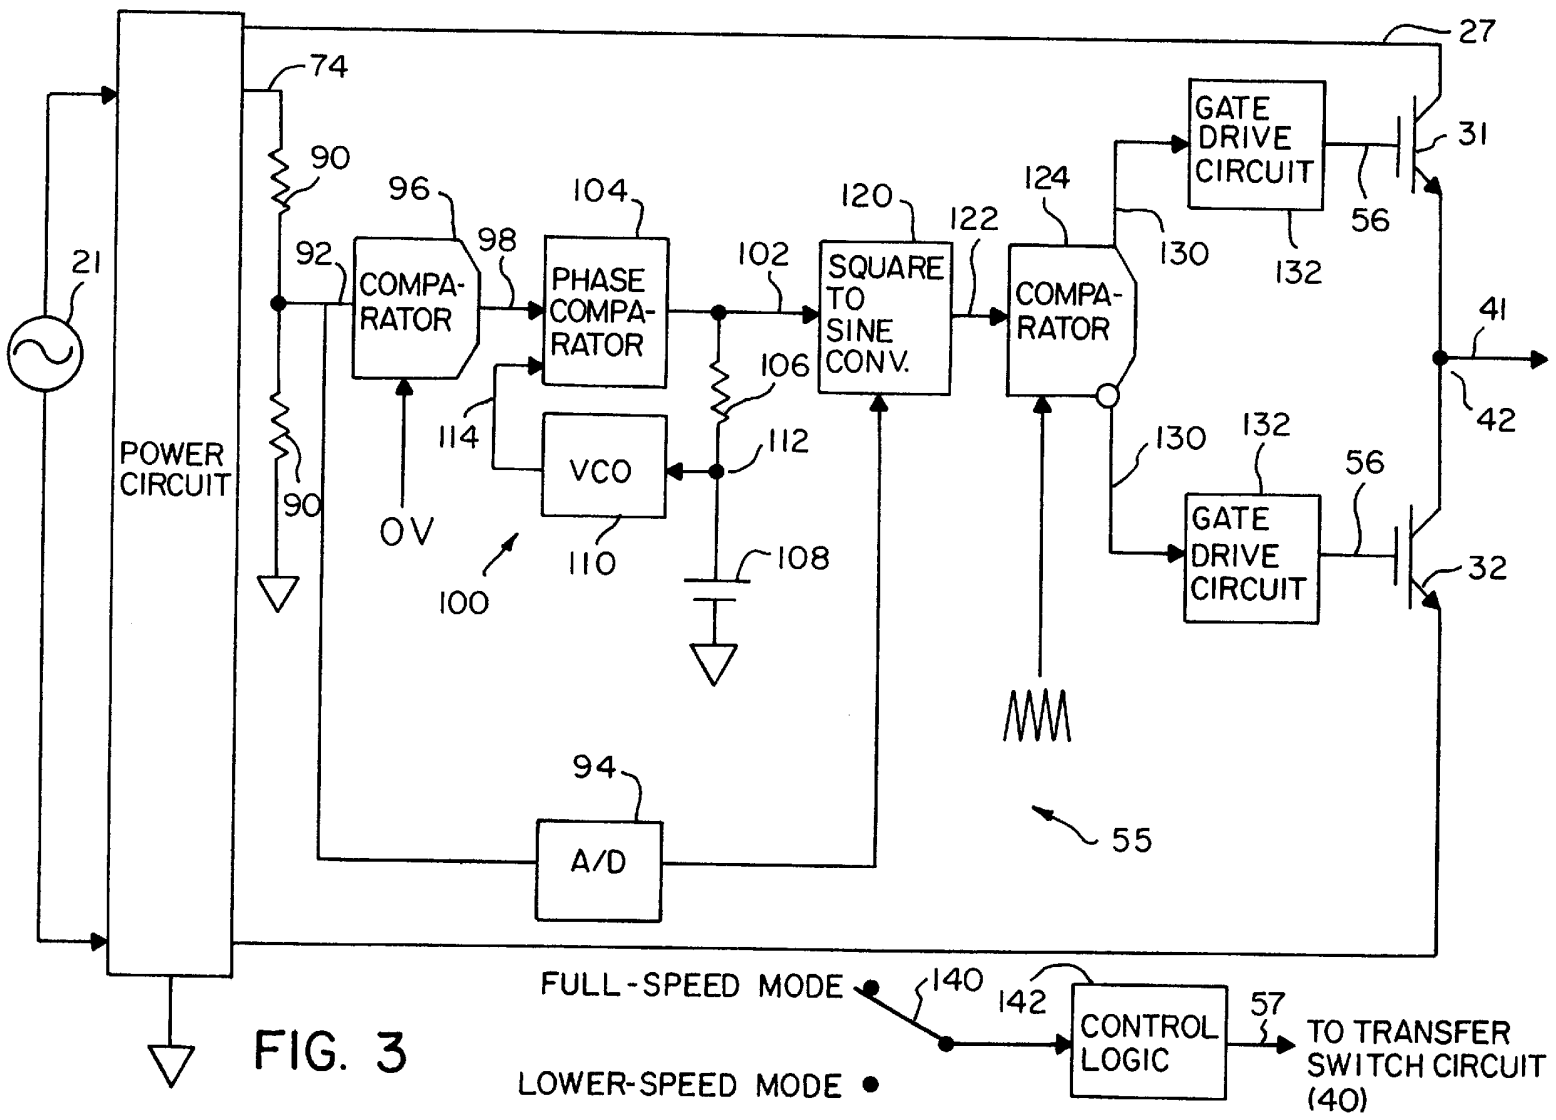 27
74
GATE
DRIVE
CIRCUIT
31
90
96
104
120
124
56
21
92
98
102
122
130
132
COMPA-
RATOR
PHASE
COMPA-
RATOR
SQUARE
TO
SINE
CONV.
COMPA-
RATOR
41
106
42
114
112
130
132
56
POWER
CIRCUIT
VCO
90
0V
GATE
DRIVE
CIRCUIT
32
110
108
100
94
A/D
55
FULL-SPEED MODE
140
142
57
CONTROL
LOGIC
TO TRANSFER
SWITCH CIRCUIT
(40)
FIG. 3
LOWER-SPEED MODE